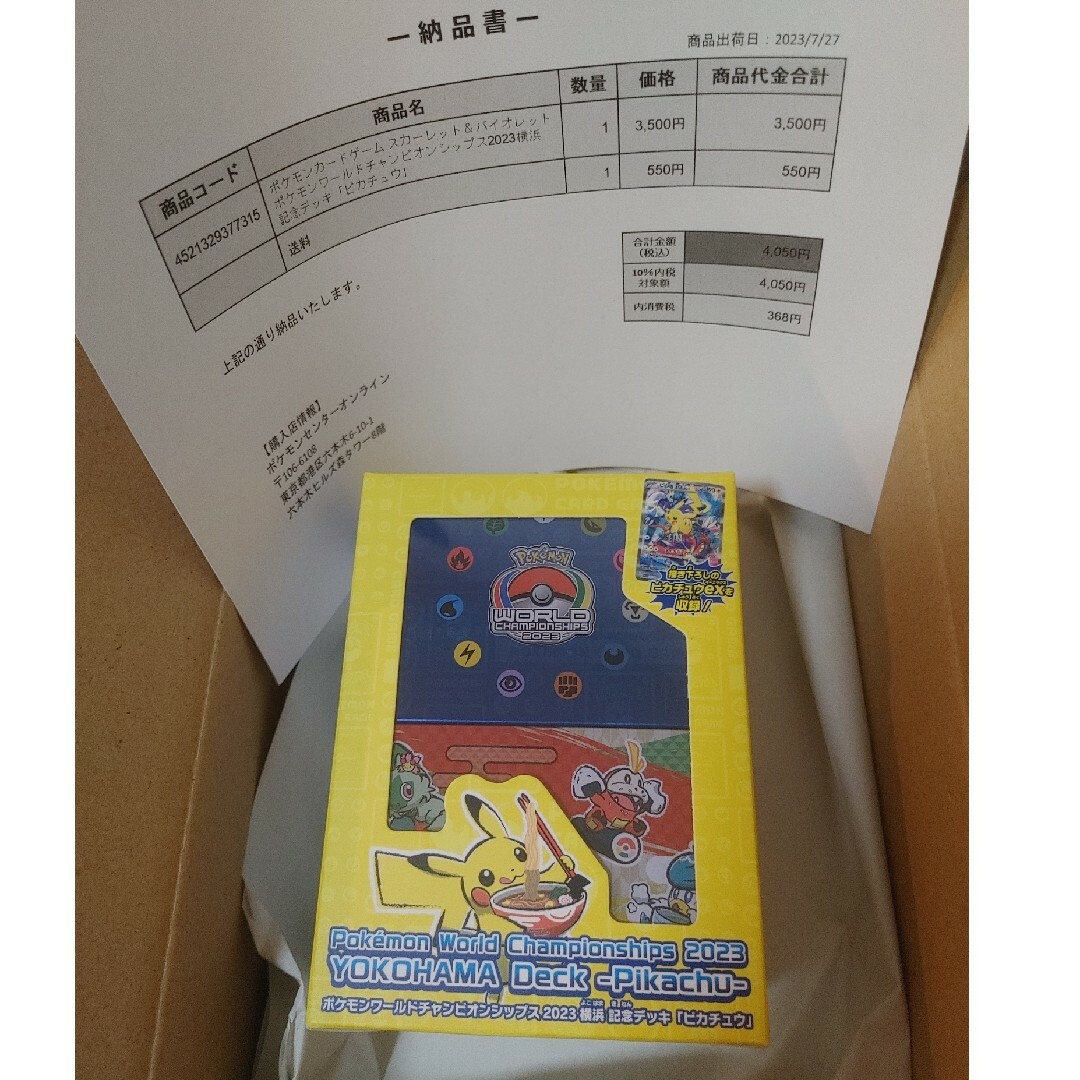 ー納品書ー
商品出荷日：2023/7/27
商品コード 商品名 数量 価格 商品代金合計
4521329377315 ポケモンカードゲーム スカーレット＆バイオレット 1 3,500円 3,500円
ポケモンワールドチャンピオンシップス2023横浜
記念デッキ「ピカチュウ」
送料 1 550円 550円
合計金額
（税込） 4,050円
10%内税
対象額 4,050円
内消費税 368円
上記の通り納品いたします。
【購入店情報】
ポケモンセンターオンライン
〒106-6108
東京都港区六本木6-10-1
六本木ヒルズ森タワー8階
POKÉMON
WORLD
CHAMPIONSHIPS
2023
描き下ろしの
ピカチュウexを
収録！
Pokémon World Championships 2023
YOKOHAMA Deck -Pikachu-
ポケモンワールドチャンピオンシップス2023 横浜 記念デッキ「ピカチュウ」